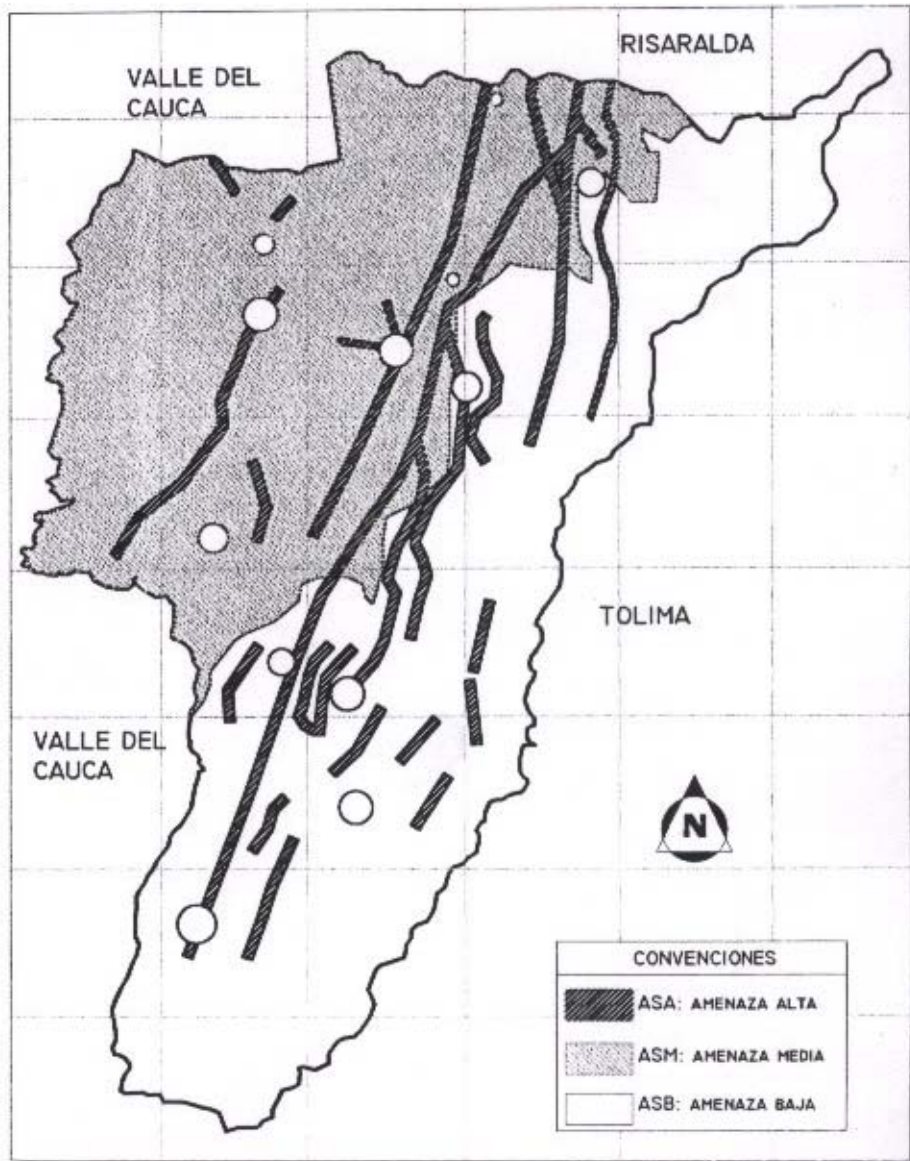 RISARALDA
VALLE DEL
CAUCA
TOLIMA
VALLE DEL
CAUCA
N
CONVENCIONES
ASA: AMENAZA ALTA
ASM: AMENAZA MEDIA
ASB: AMENAZA BAJA